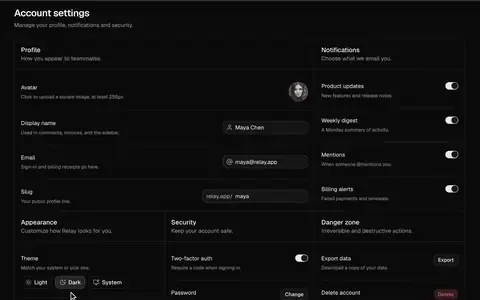 Account settings
Manage your profile, notifications and security.
Profile
How you appear to teammates.
Avatar
Click to upload a square image, at least 256px.
Display name
Used in comments, invoices, and the sidebar.
Maya Chen
Email
Sign-in and billing receipts go here.
maya@relay.app
Slug
Your public profile link.
relay.app/ maya
Notifications
Choose what we email you.
Product updates
New features and release notes.
Weekly digest
A Monday summary of activity.
Mentions
When someone @mentions you.
Billing alerts
Failed payments and renewals.
Appearance
Customize how Relay looks for you.
Theme
Match your system or pick one.
Light
Dark
System
Security
Keep your account safe.
Two-factor auth
Require a code when signing in.
Password
Change
Danger zone
Irreversible and destructive actions.
Export data
Download a copy of your data.
Export
Delete account
Delete